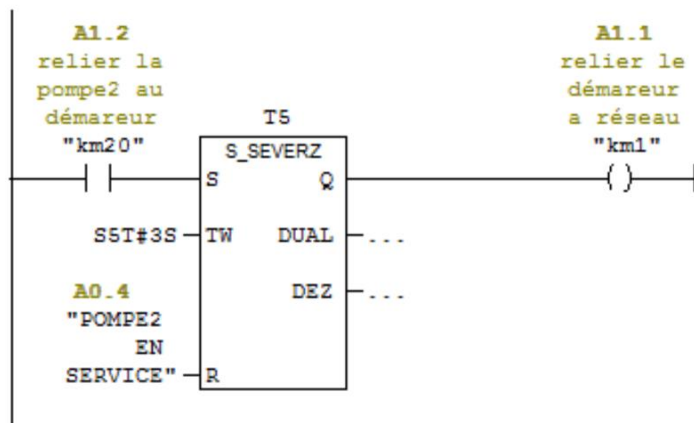 A1.2
relier la
pompe2 au
démareur
"km20"
A1.1
relier le
démareur
a réseau
"km1"
T5
S_SEVERZ
S
Q
S5T#3S
TW
DUAL
...
A0.4
"POMPE2
EN
SERVICE"
DEZ
...
R